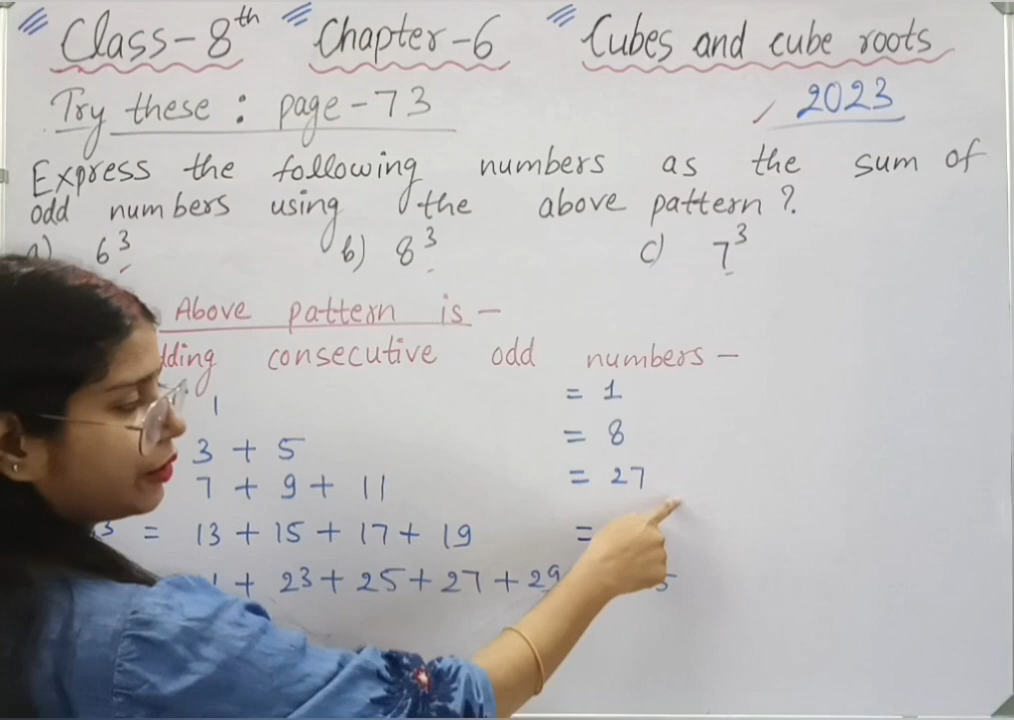 Class-8th Chapter-6 Cubes and cube roots
Try these: page-73 2023
Express the following numbers as the sum of
odd numbers using the above pattern?
a) 6³ b) 8³ c) 7³
Above pattern is-
consecutive odd numbers-
1 = 1
3 + 5 = 8
7 + 9 + 11 = 27
= 13 + 15 + 17 + 19 =
+ 23 + 25 + 27 + 29